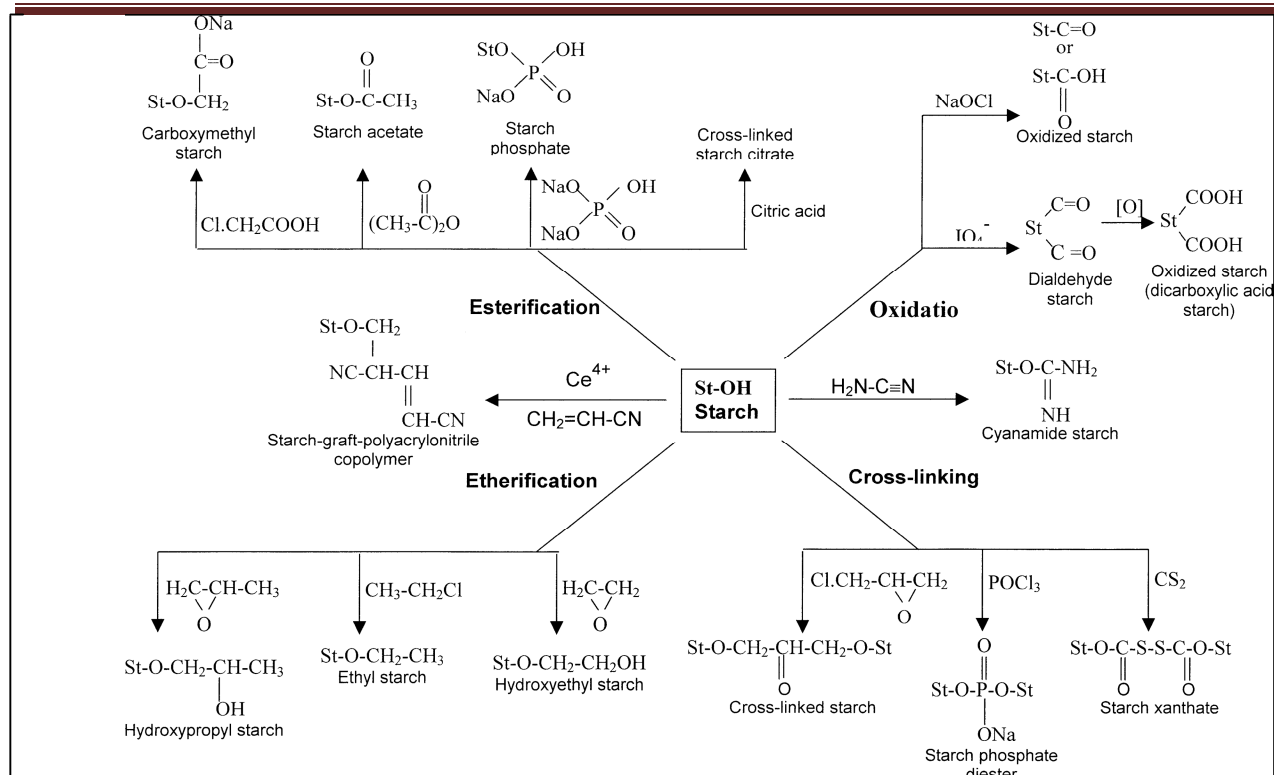 ONa
C=O
St-O-CH₂
Carboxymethyl
starch
O
St-O-C-CH₃
Starch acetate
StO
OH
P
NaO
O
Starch
phosphate
Cross-linked
starch citrate
St-C=O
or
St-C-OH
O
Oxidized starch
NaOCl
Cl.CH₂COOH
O
(CH₃-C)₂O
NaO
OH
P
NaO
O
Citric acid
IO₄⁻
C=O
St
C =O
Dialdehyde
starch
[O]
COOH
St
COOH
Oxidized starch
(dicarboxylic acid
starch)
Esterification
Oxidatio
St-O-CH₂
NC-CH-CH
CH-CN
Starch-graft-polyacrylonitrile
copolymer
Ce⁴⁺
CH₂=CH-CN
St-OH
Starch
H₂N-C≡N
St-O-C-NH₂
NH
Cyanamide starch
Etherification
Cross-linking
H₂C-CH-CH₃
O
St-O-CH₂-CH-CH₃
OH
Hydroxypropyl starch
CH₃-CH₂Cl
St-O-CH₂-CH₃
Ethyl starch
H₂C-CH₂
O
St-O-CH₂-CH₂OH
Hydroxyethyl starch
Cl.CH₂-CH-CH₂
O
St-O-CH₂-CH-CH₂-O-St
O
Cross-linked starch
POCl₃
O
St-O-P-O-St
ONa
Starch phosphate
diester
CS₂
St-O-C-S-S-C-O-St
O
O
Starch xanthate